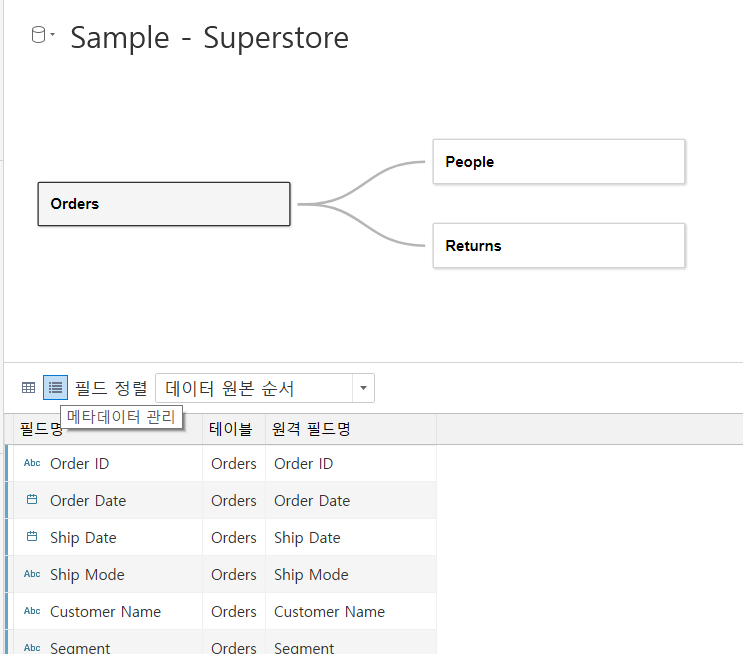 Sample - Superstore
People
Orders
Returns
필드 정렬 데이터 원본 순서
메타데이터 관리
필드명 테이블 원격 필드명
Abc Order ID Orders Order ID
Order Date Orders Order Date
Ship Date Orders Ship Date
Abc Ship Mode Orders Ship Mode
Abc Customer Name Orders Customer Name
Abc Segment Orders Segment